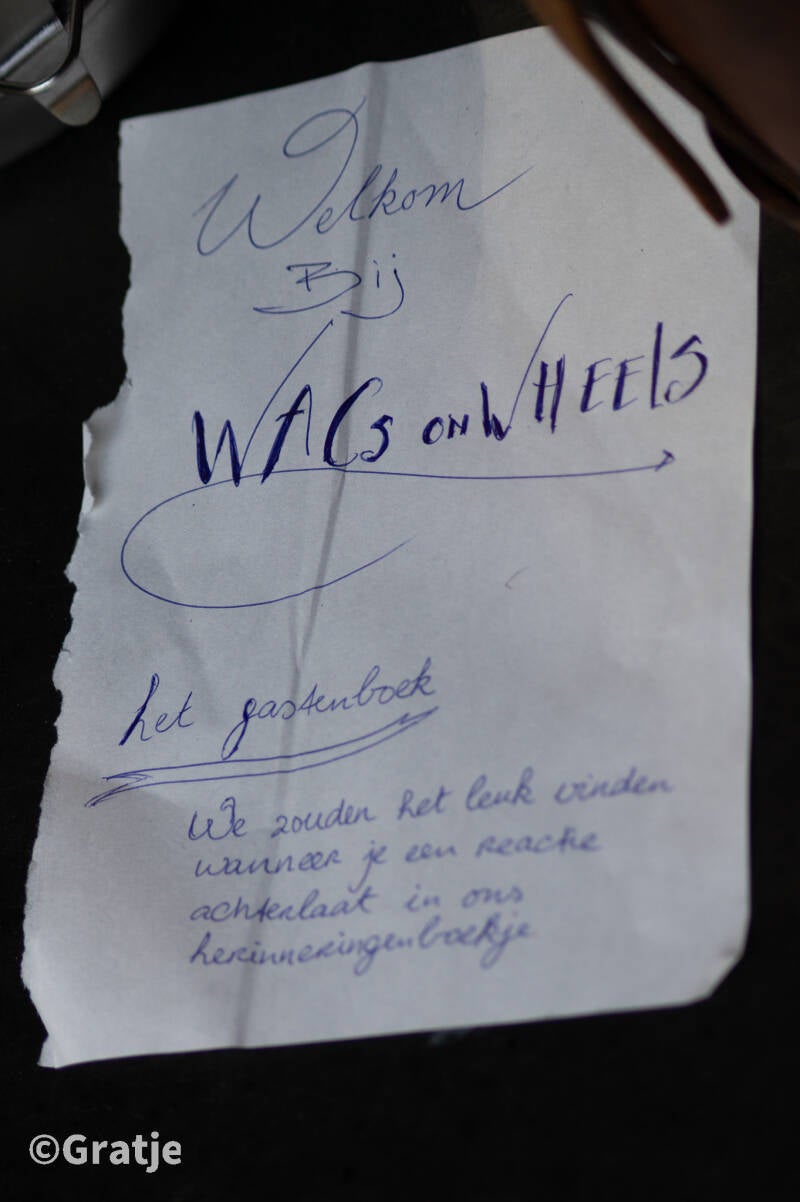 Welkom
Bij
WACs ON WHEELS
het gastenboek
We zouden het leuk vinden
wanneer je een reactie
achterlaat in ons
herinneringenboekje
©Gratje